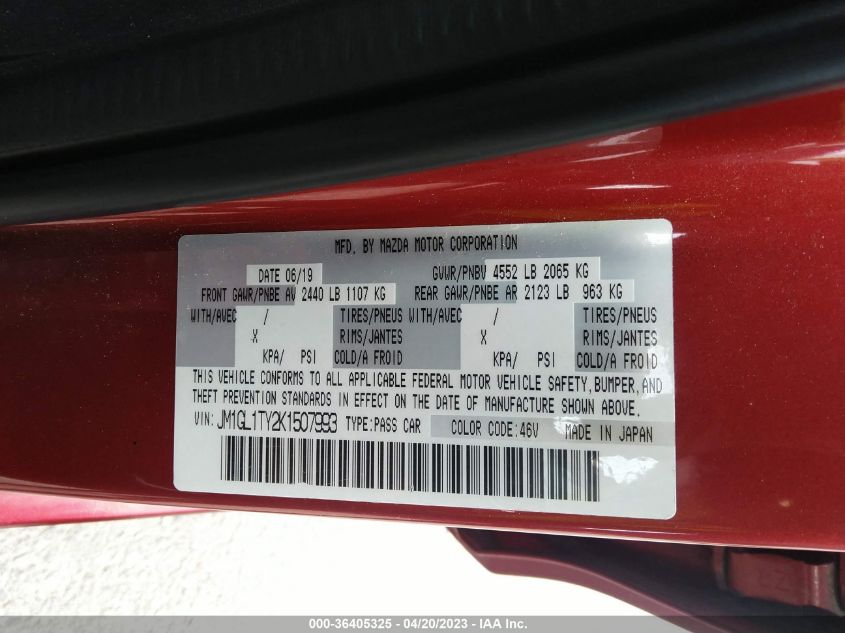 MFD. BY MAZDA MOTOR CORPORATION
DATE 06/19 GVWR/PNBV 4552 LB 2065 KG
FRONT GAWR/PNBE AV 2440 LB 1107 KG REAR GAWR/PNBE AR 2123 LB 963 KG
WITH/AVEC / TIRES/PNEUS WITH/AVEC / TIRES/PNEUS
X RIMS/JANTES X RIMS/JANTES
KPA/ PSI COLD/A FROID KPA/ PSI COLD/A FROID
THIS VEHICLE CONFORMS TO ALL APPLICABLE FEDERAL MOTOR VEHICLE SAFETY, BUMPER, AND
THEFT PREVENTION STANDARDS IN EFFECT ON THE DATE OF MANUFACTURE SHOWN ABOVE.
VIN: JM1GL1TY2K1507993 TYPE: PASS CAR COLOR CODE: 46V MADE IN JAPAN
000-36405325 - 04/20/2023 - IAA Inc.